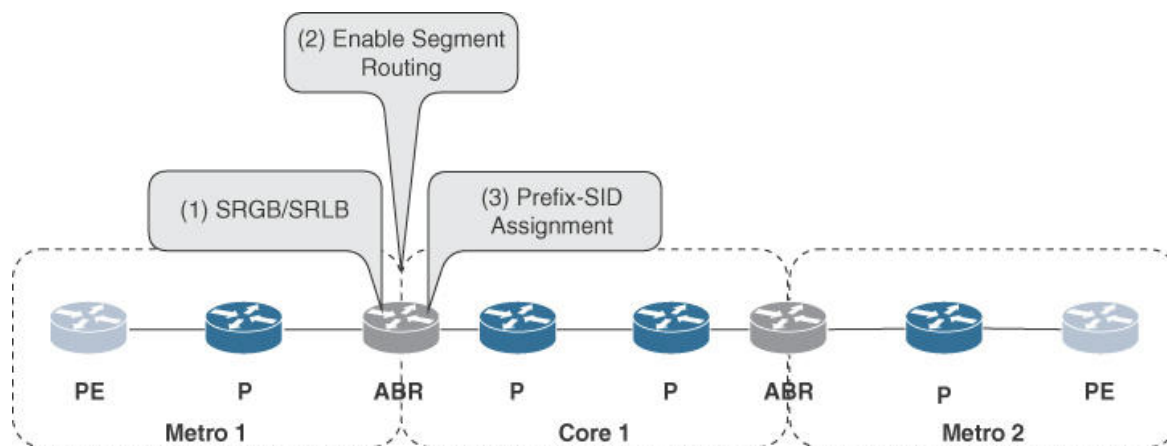 (2) Enable Segment
Routing
(1) SRGB/SRLB
(3) Prefix-SID
Assignment
PE
P
ABR
P
P
ABR
P
PE
Metro 1
Core 1
Metro 2